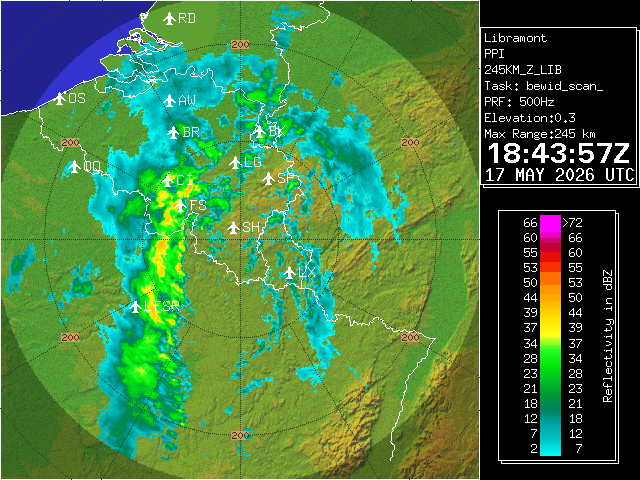 RD
200
OS
AW
BR
BK
200
200
OO
LG
CI
SP
FS
SH
LX
LFSR
200
200
200
Libramont
PPI
245KM_Z_LIB
Task: bewid_scan_
PRF: 500Hz
Elevation:0.3
Max Range:245 km
18:43:57Z
17 MAY 2026 UTC
66 >72
60 66
55 60
53 55
50 53
44 50
39 44
37 39
34 37
28 34
23 28
21 23
18 21
12 18
7 12
2 7
Reflectivity in dBZ